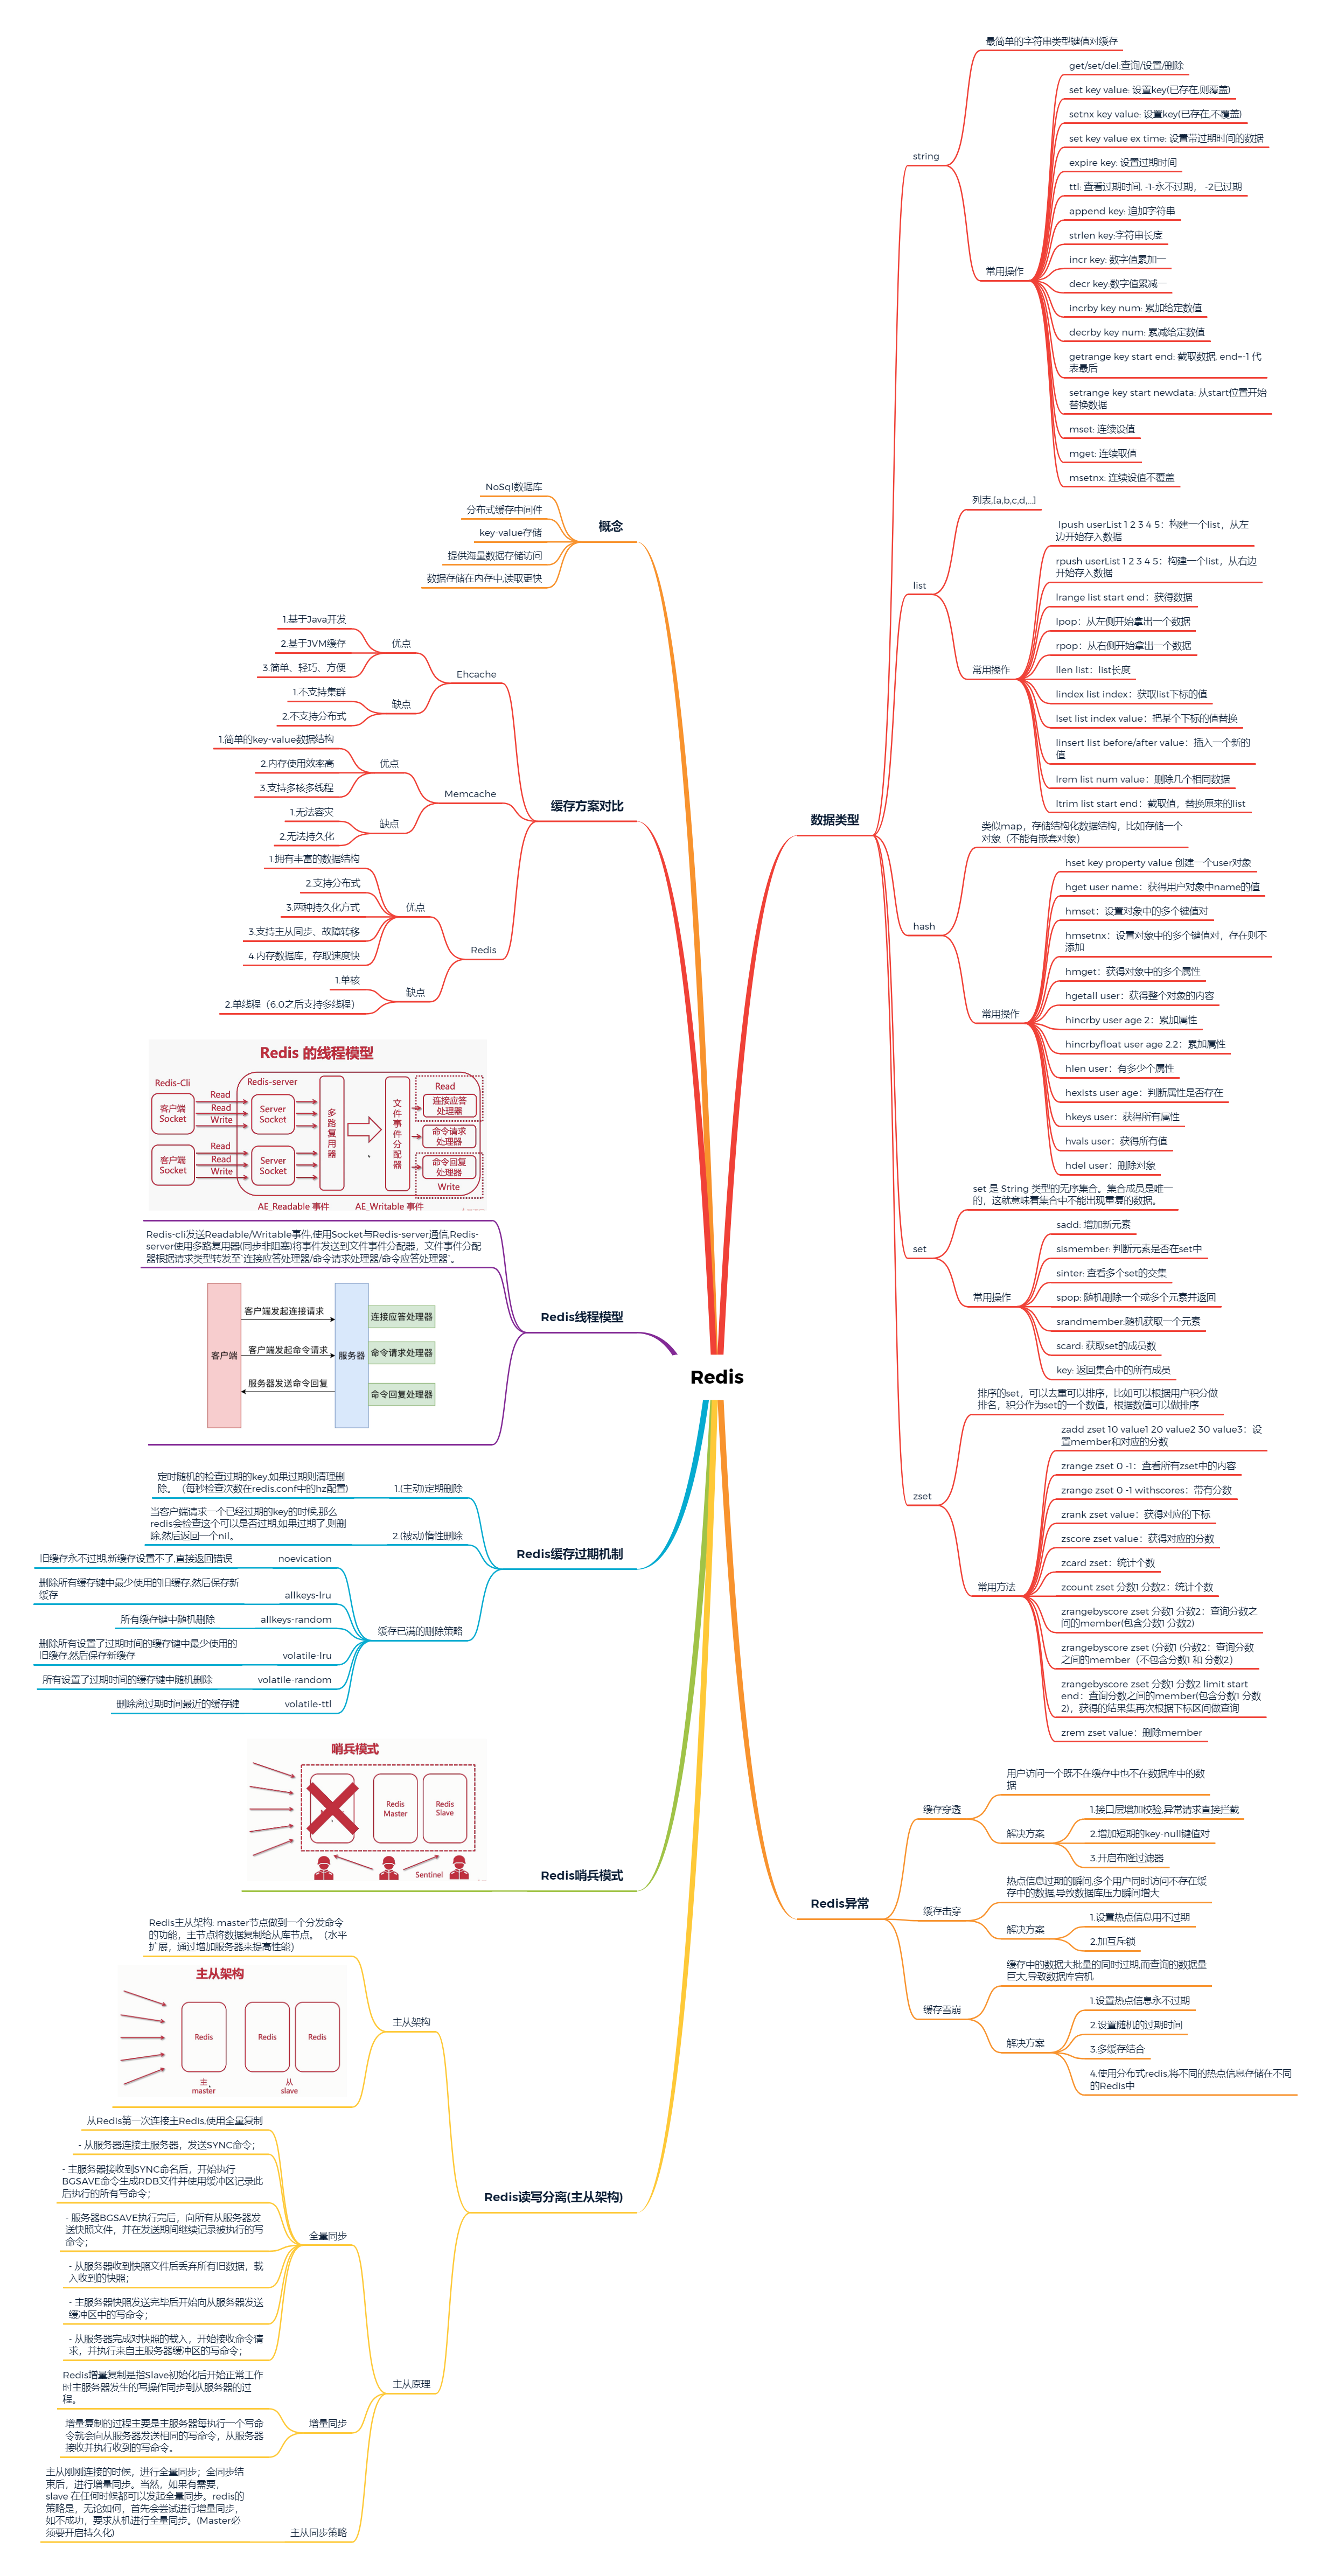 Redis
概念
NoSql数据库
分布式缓存中间件
key-value存储
提供海量数据存储访问
数据存储在内存中,读取更快
缓存方案对比
Ehcache
优点
1.基于Java开发
2.基于JVM缓存
3.简单、轻巧、方便
缺点
1.不支持集群
2.不支持分布式
Memcache
优点
1.简单的key-value数据结构
2.内存使用效率高
3.支持多核多线程
缺点
1.无法容灾
2.无法持久化
Redis
优点
1.拥有丰富的数据结构
2.支持分布式
3.两种持久化方式
3.支持主从同步、故障转移
4.内存数据库，存取速度快
缺点
1.单核
2.单线程（6.0之后支持多线程）
Redis线程模型
Redis 的线程模型
Redis-Cli
Redis-server
客户端
Socket
Read
Read
Write
Server
Socket
客户端
Socket
Read
Read
Write
Server
Socket
多路复用器
文件事件分配器
Read
连接应答
处理器
命令请求
处理器
命令回复
处理器
Write
AE_Readable 事件
AE_Writable 事件
Redis-cli发送Readable/Writable事件,使用Socket与Redis-server通信,Redis-
server使用多路复用器(同步非阻塞)将事件发送到文件事件分配器，文件事件分配
器根据请求类型转发至`连接应答处理器/命令请求处理器/命令应答处理器`。
客户端
客户端发起连接请求
客户端发起命令请求
服务器发送命令回复
服务器
连接应答处理器
命令请求处理器
命令回复处理器
Redis缓存过期机制
1.(主动)定期删除
定时随机的检查过期的key,如果过期则清理删
除。（每秒检查次数在redis.conf中的hz配置)
2.(被动)惰性删除
当客户端请求一个已经过期的key的时候,那么
redis会检查这个可以是否过期,如果过期了,则删
除,然后返回一个nil。
缓存已满的删除策略
noevication
旧缓存永不过期,新缓存设置不了,直接返回错误
allkeys-lru
删除所有缓存键中最少使用的旧缓存,然后保存新
缓存
allkeys-random
所有缓存键中随机删除
volatile-lru
删除所有设置了过期时间的缓存键中最少使用的
旧缓存,然后保存新缓存
volatile-random
所有设置了过期时间的缓存键中随机删除
volatile-ttl
删除离过期时间最近的缓存键
Redis哨兵模式
哨兵模式
Redis
Master
Redis
Slave
Sentinel
Redis读写分离(主从架构)
主从架构
Redis主从架构: master节点做到一个分发命令
的功能，主节点将数据复制给从库节点。（水平
扩展，通过增加服务器来提高性能）
主从架构
Redis
Redis
Redis
主
master
从
slave
主从原理
全量同步
从Redis第一次连接主Redis,使用全量复制
- 从服务器连接主服务器，发送SYNC命令；
- 主服务器接收到SYNC命名后，开始执行
BGSAVE命令生成RDB文件并使用缓冲区记录此
后执行的所有写命令；
- 服务器BGSAVE执行完后，向所有从服务器发
送快照文件，并在发送期间继续记录被执行的写
命令；
- 从服务器收到快照文件后丢弃所有旧数据，载
入收到的快照；
- 主服务器快照发送完毕后开始向从服务器发送
缓冲区中的写命令；
- 从服务器完成对快照的载入，开始接收命令请
求，并执行来自主服务器缓冲区的写命令；
增量同步
Redis增量复制是指Slave初始化后开始正常工作
时主服务器发生的写操作同步到从服务器的过
程。
增量复制的过程主要是主服务器每执行一个写命
令就会向从服务器发送相同的写命令，从服务器
接收并执行收到的写命令。
主从同步策略
主从刚刚连接的时候，进行全量同步；全同步结
束后，进行增量同步。当然，如果有需要，
slave 在任何时候都可以发起全量同步。redis的
策略是，无论如何，首先会尝试进行增量同步，
如不成功，要求从机进行全量同步。(Master必
须要开启持久化)
数据类型
string
最简单的字符串类型键值对缓存
常用操作
get/set/del:查询/设置/删除
set key value: 设置key(已存在,则覆盖)
setnx key value: 设置key(已存在,不覆盖)
set key value ex time: 设置带过期时间的数据
expire key: 设置过期时间
ttl: 查看过期时间, -1-永不过期， -2已过期
append key: 追加字符串
strlen key:字符串长度
incr key: 数字值累加一
decr key:数字值累减一
incrby key num: 累加给定数值
decrby key num: 累减给定数值
getrange key start end: 截取数据, end=-1 代
表最后
setrange key start newdata: 从start位置开始
替换数据
mset: 连续设值
mget: 连续取值
msetnx: 连续设值不覆盖
list
列表,[a,b,c,d,...]
常用操作
lpush userList 1 2 3 4 5：构建一个list，从左
边开始存入数据
rpush userList 1 2 3 4 5：构建一个list，从右边
开始存入数据
lrange list start end：获得数据
lpop：从左侧开始拿出一个数据
rpop：从右侧开始拿出一个数据
llen list：list长度
lindex list index：获取list下标的值
lset list index value：把某个下标的值替换
linsert list before/after value：插入一个新的
值
lrem list num value：删除几个相同数据
ltrim list start end：截取值，替换原来的list
hash
类似map，存储结构化数据结构，比如存储一个
对象（不能有嵌套对象）
常用操作
hset key property value 创建一个user对象
hget user name：获得用户对象中name的值
hmset：设置对象中的多个键值对
hmsetnx：设置对象中的多个键值对，存在则不
添加
hmget：获得对象中的多个属性
hgetall user：获得整个对象的内容
hincrby user age 2：累加属性
hincrbyfloat user age 2.2：累加属性
hlen user：有多少个属性
hexists user age：判断属性是否存在
hkeys user：获得所有属性
hvals user：获得所有值
hdel user：删除对象
set
set 是 String 类型的无序集合。集合成员是唯一
的，这就意味着集合中不能出现重复的数据。
常用操作
sadd: 增加新元素
sismember: 判断元素是否在set中
sinter: 查看多个set的交集
spop: 随机删除一个或多个元素并返回
srandmember:随机获取一个元素
scard: 获取set的成员数
key: 返回集合中的所有成员
zset
排序的set，可以去重可以排序，比如可以根据用户积分做
排名，积分作为set的一个数值，根据数值可以做排序
常用方法
zadd zset 10 value1 20 value2 30 value3：设
置member和对应的分数
zrange zset 0 -1：查看所有zset中的内容
zrange zset 0 -1 withscores：带有分数
zrank zset value：获得对应的下标
zscore zset value：获得对应的分数
zcard zset：统计个数
zcount zset 分数1 分数2：统计个数
zrangebyscore zset 分数1 分数2：查询分数之
间的member(包含分数1 分数2)
zrangebyscore zset (分数1 (分数2：查询分数
之间的member（不包含分数1 和 分数2）
zrangebyscore zset 分数1 分数2 limit start
end：查询分数之间的member(包含分数1 分数
2)，获得的结果集再次根据下标区间做查询
zrem zset value：删除member
Redis异常
缓存穿透
用户访问一个既不在缓存中也不在数据库中的数
据
解决方案
1.接口层增加校验,异常请求直接拦截
2.增加短期的key-null键值对
3.开启布隆过滤器
缓存击穿
热点信息过期的瞬间,多个用户同时访问不存在缓
存中的数据,导致数据库压力瞬间增大
解决方案
1.设置热点信息用不过期
2.加互斥锁
缓存雪崩
缓存中的数据大批量的同时过期,而查询的数据量
巨大,导致数据库宕机
解决方案
1.设置热点信息永不过期
2.设置随机的过期时间
3.多缓存结合
4.使用分布式redis,将不同的热点信息存储在不同
的Redis中